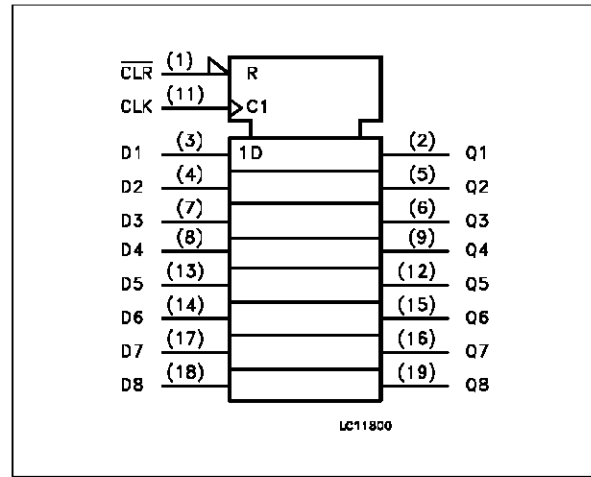 C̅L̅R̅ (1) R
CLK (11) C1
D1 (3) 1D (2) Q1
D2 (4) (5) Q2
D3 (7) (6) Q3
D4 (8) (9) Q4
D5 (13) (12) Q5
D6 (14) (15) Q6
D7 (17) (16) Q7
D8 (18) (19) Q8
LC11800